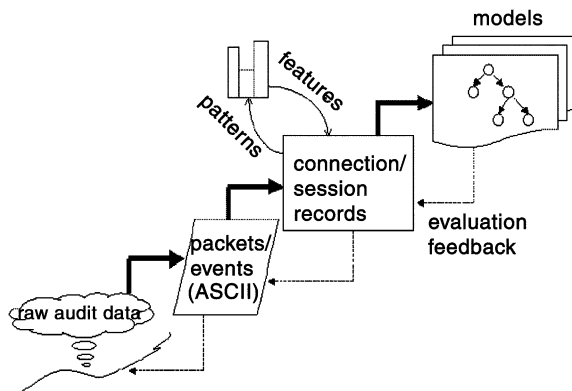 models
features
patterns
connection/
session
records
evaluation
feedback
packets/
events
(ASCII)
raw audit data